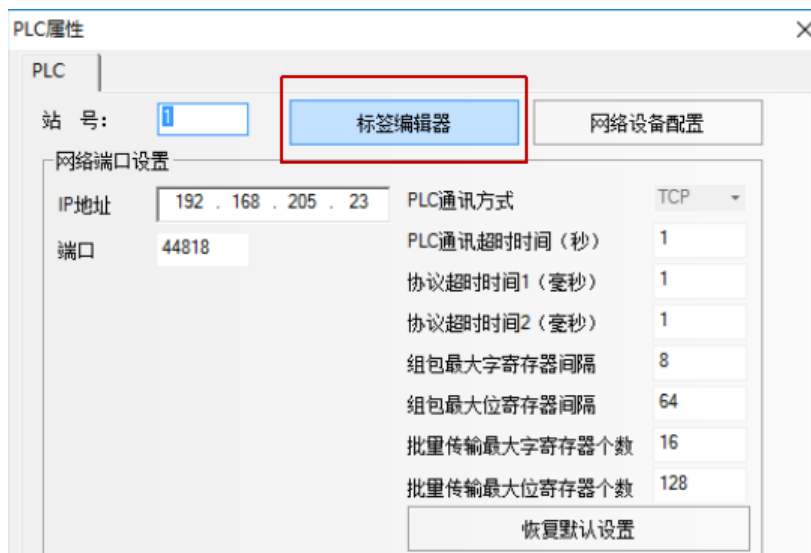 PLC属性
PLC
站 号： 1 标签编辑器 网络设备配置
网络端口设置
IP地址 192 . 168 . 205 . 23 PLC通讯方式 TCP
端口 44818 PLC通讯超时时间（秒） 1
协议超时时间1（毫秒） 1
协议超时时间2（毫秒） 1
组包最大字寄存器间隔 8
组包最大位寄存器间隔 64
批量传输最大字寄存器个数 16
批量传输最大位寄存器个数 128
恢复默认设置